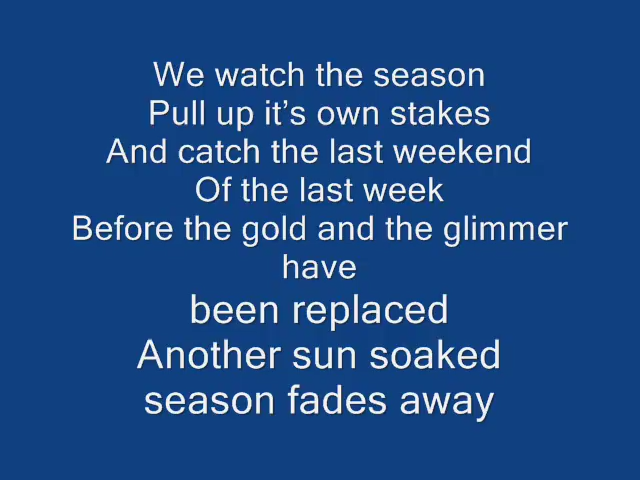 We watch the season
Pull up it’s own stakes
And catch the last weekend
Of the last week
Before the gold and the glimmer
have
been replaced
Another sun soaked
season fades away